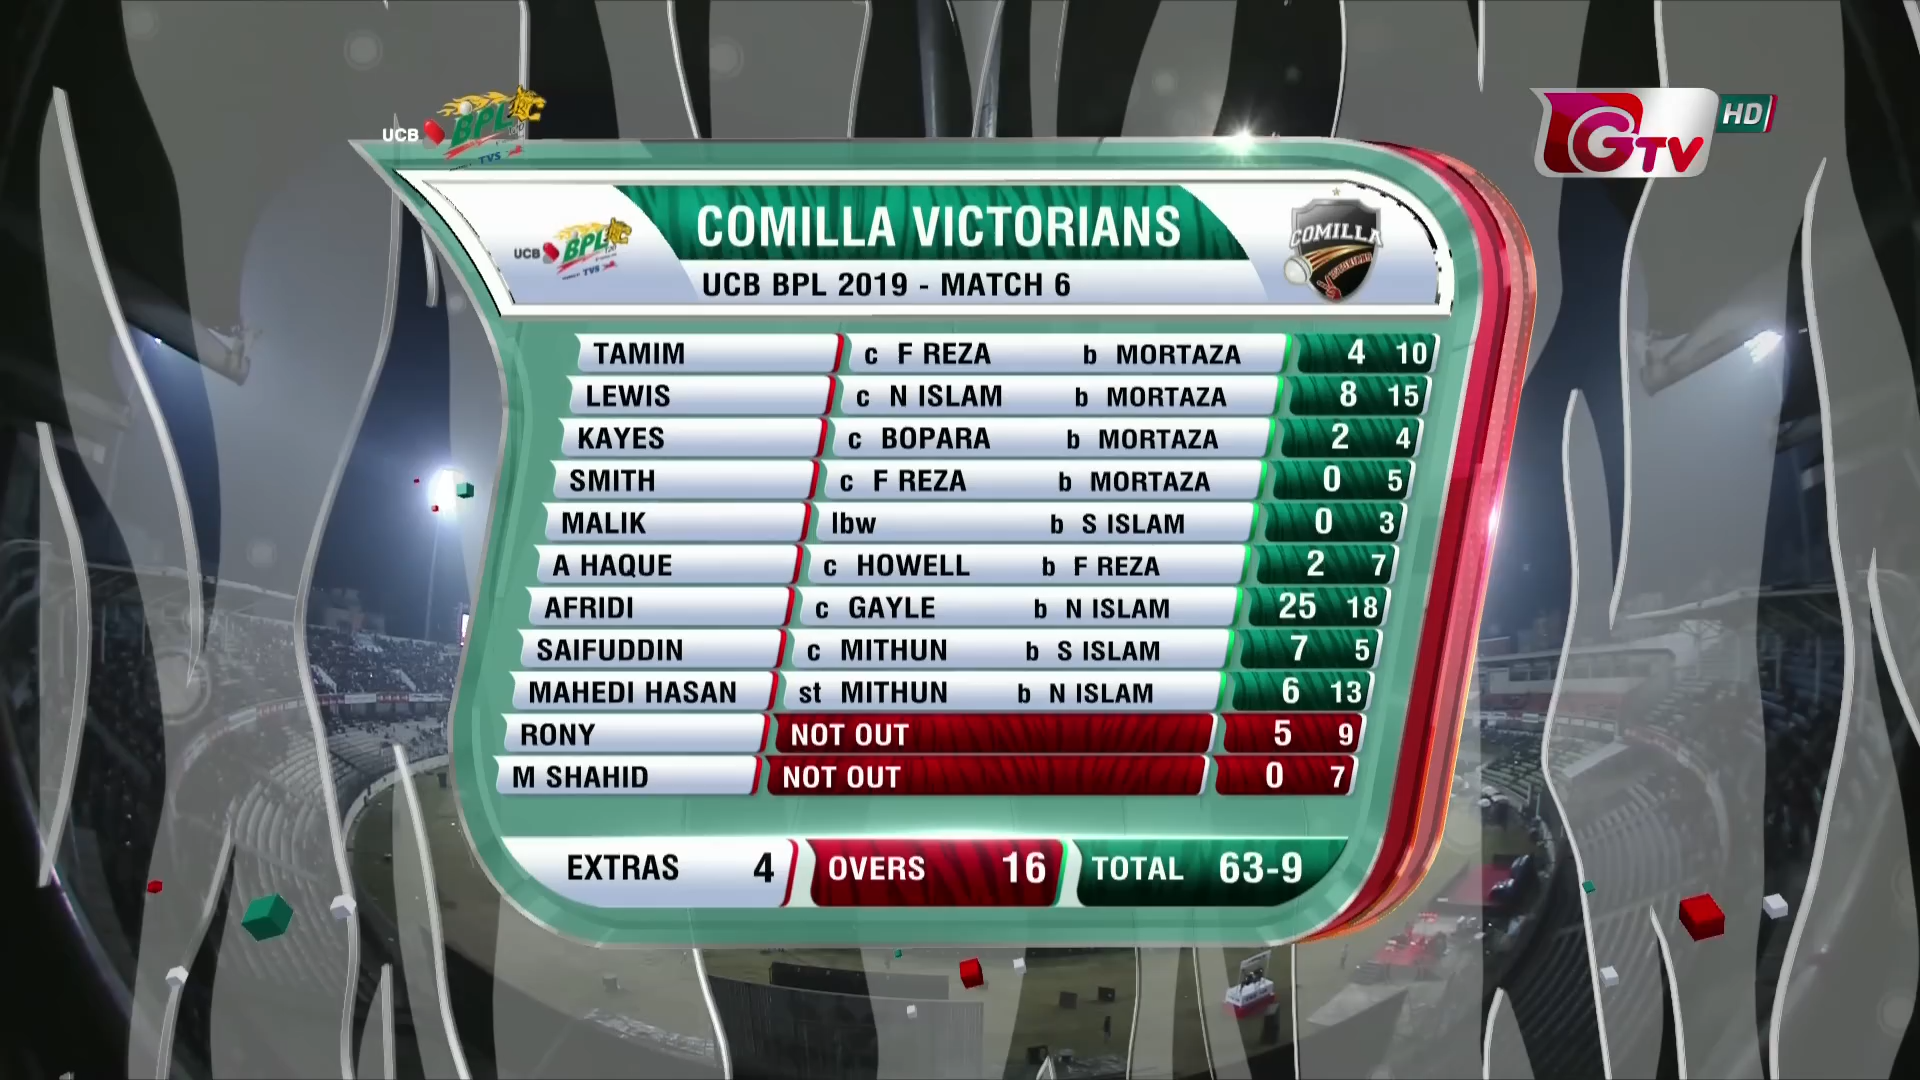 UCB BPL T20
TVS
GTV HD
COMILLA VICTORIANS
UCB BPL T20
TVS
COMILLA
VICTORIANS
UCB BPL 2019 - MATCH 6
TAMIM c F REZA b MORTAZA 4 10
LEWIS c N ISLAM b MORTAZA 8 15
KAYES c BOPARA b MORTAZA 2 4
SMITH c F REZA b MORTAZA 0 5
MALIK lbw b S ISLAM 0 3
A HAQUE c HOWELL b F REZA 2 7
AFRIDI c GAYLE b N ISLAM 25 18
SAIFUDDIN c MITHUN b S ISLAM 7 5
MAHEDI HASAN st MITHUN b N ISLAM 6 13
RONY NOT OUT 5 9
M SHAHID NOT OUT 0 7
EXTRAS 4 OVERS 16 TOTAL 63-9